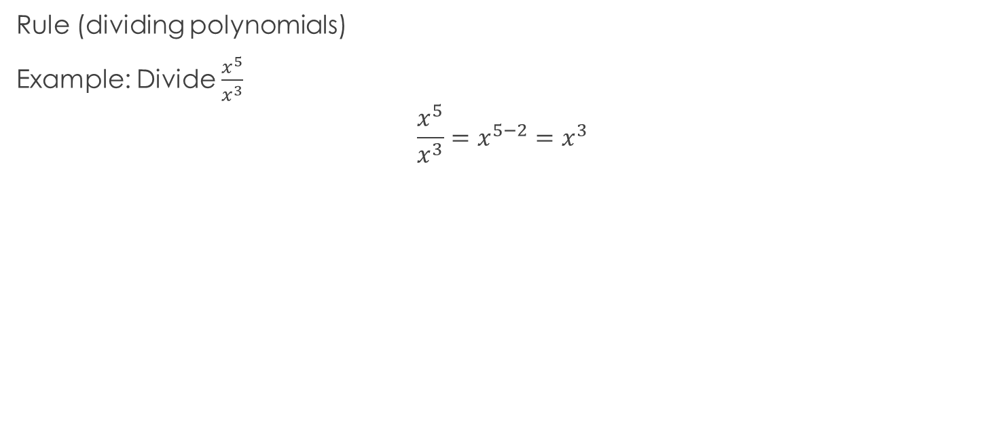 Rule (dividing polynomials)
Example: Divide x^5/x^3
x^5/x^3 = x^{5−2} = x^3